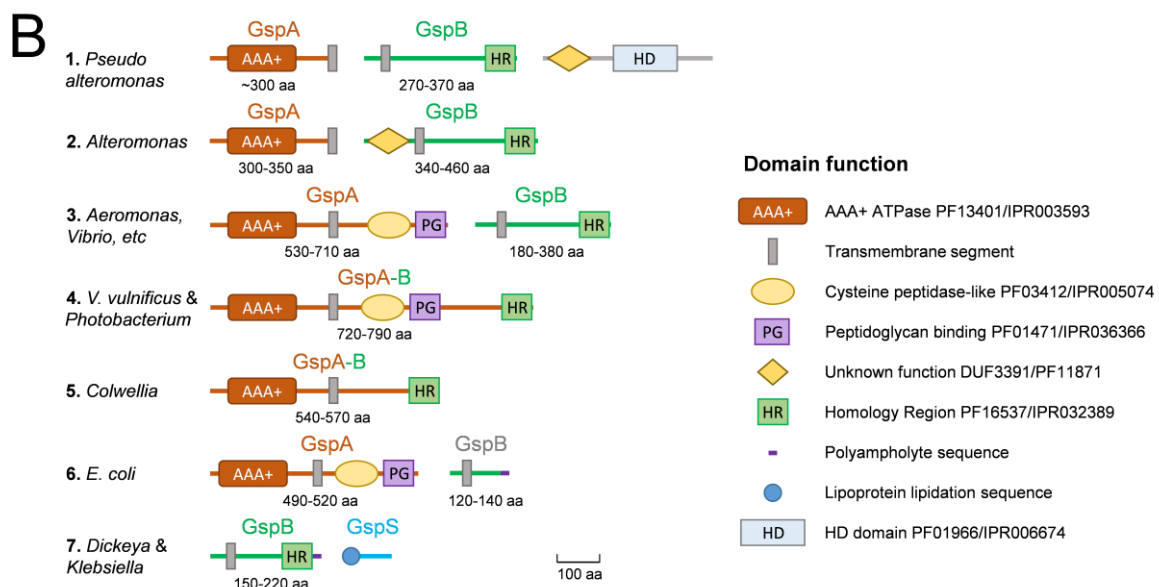 B
GspA GspB
1. Pseudo
alteromonas
AAA+ HR HD
~300 aa 270-370 aa
GspA GspB
2. Alteromonas AAA+ HR
300-350 aa 340-460 aa
GspA GspB
3. Aeromonas,
Vibrio, etc
AAA+ PG HR
530-710 aa 180-380 aa
GspA-B
4. V. vulnificus &
Photobacterium
AAA+ PG HR
720-790 aa
GspA-B
5. Colwellia AAA+ HR
540-570 aa
GspA GspB
6. E. coli AAA+ PG
490-520 aa 120-140 aa
GspB GspS
7. Dickeya &
Klebsiella
HR
150-220 aa
100 aa
Domain function
AAA+ AAA+ ATPase PF13401/IPR003593
Transmembrane segment
Cysteine peptidase-like PF03412/IPR005074
PG Peptidoglycan binding PF01471/IPR036366
Unknown function DUF3391/PF11871
HR Homology Region PF16537/IPR032389
Polyampholyte sequence
Lipoprotein lipidation sequence
HD HD domain PF01966/IPR006674